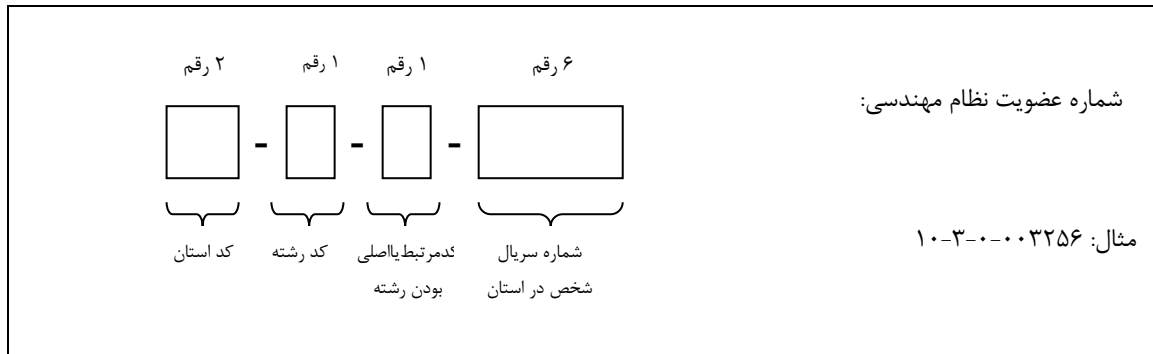 ۲ رقم ۱ رقم ۱ رقم ۶ رقم
شماره عضویت نظام مهندسی:
- - -
کد استان کد رشته کدمرتبط‌یااصلی شماره سریال
بودن رشته شخص در استان
مثال: ۱۰-۳-۰-۰۰۳۲۵۶